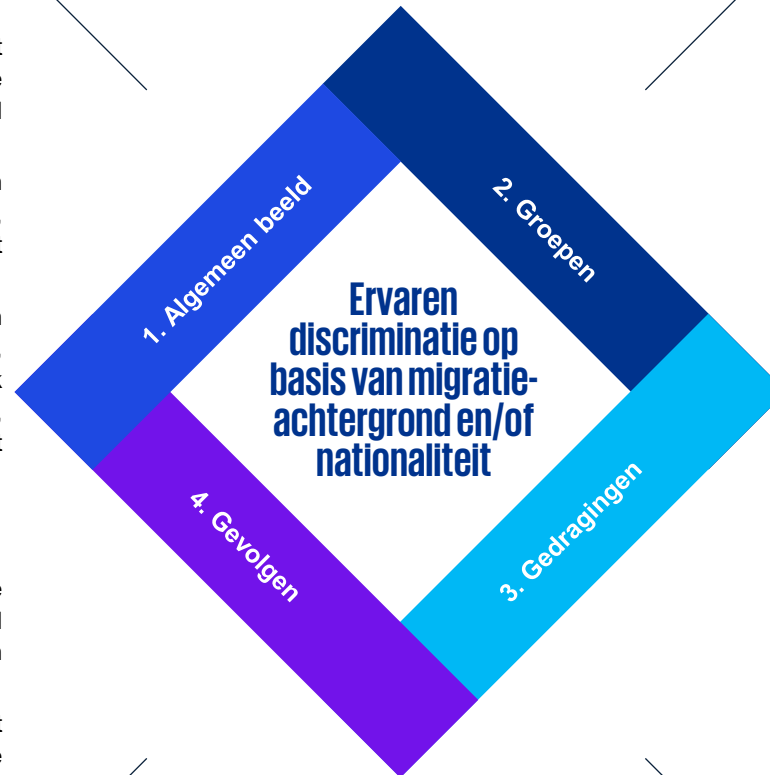 1. Algemeen beeld
2. Groepen
Ervaren
discriminatie op
basis van migratie-
achtergrond en/of
nationaliteit
3. Gedragingen
4. Gevolgen